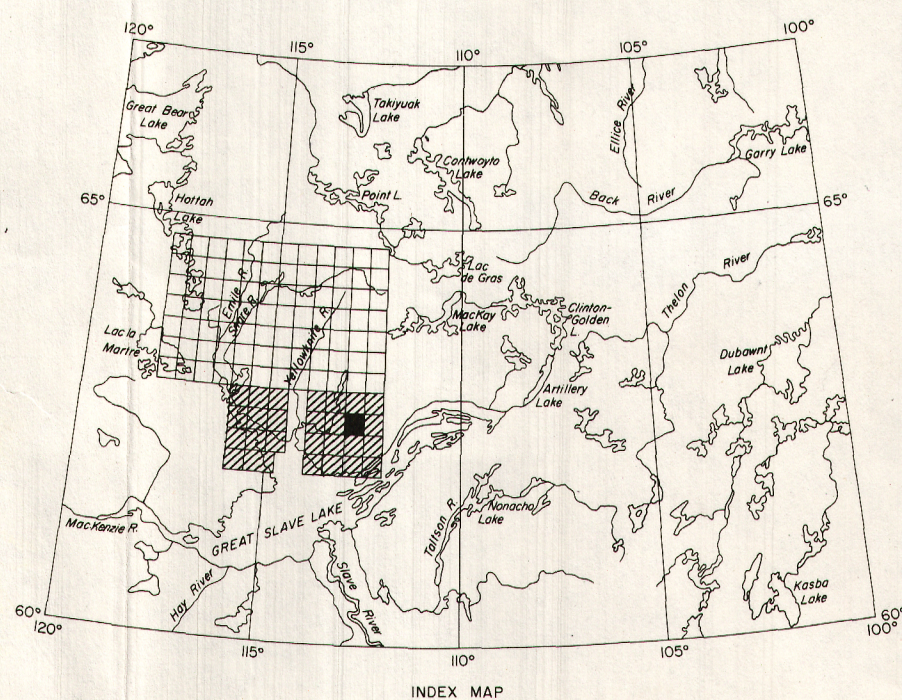 120°
115°
110°
105°
100°
Great Bear
Lake
Takiyuak
Lake
Ellice River
Contwoyto
Lake
Garry Lake
Hottah
Lake
Point L.
Back River
65°
65°
Lac
de Gras
Thelon River
Emile R.
Snare R.
Yellowknife R.
MacKay
Lake
Clinton-
Golden
Lac la
Martre
Dubawnt
Lake
Artillery
Lake
MacKenzie R.
GREAT SLAVE LAKE
Taltson R.
Nonacho
Lake
Hay River
Slave River
Kasba
Lake
60°
120°
115°
110°
105°
60°
100°
INDEX MAP